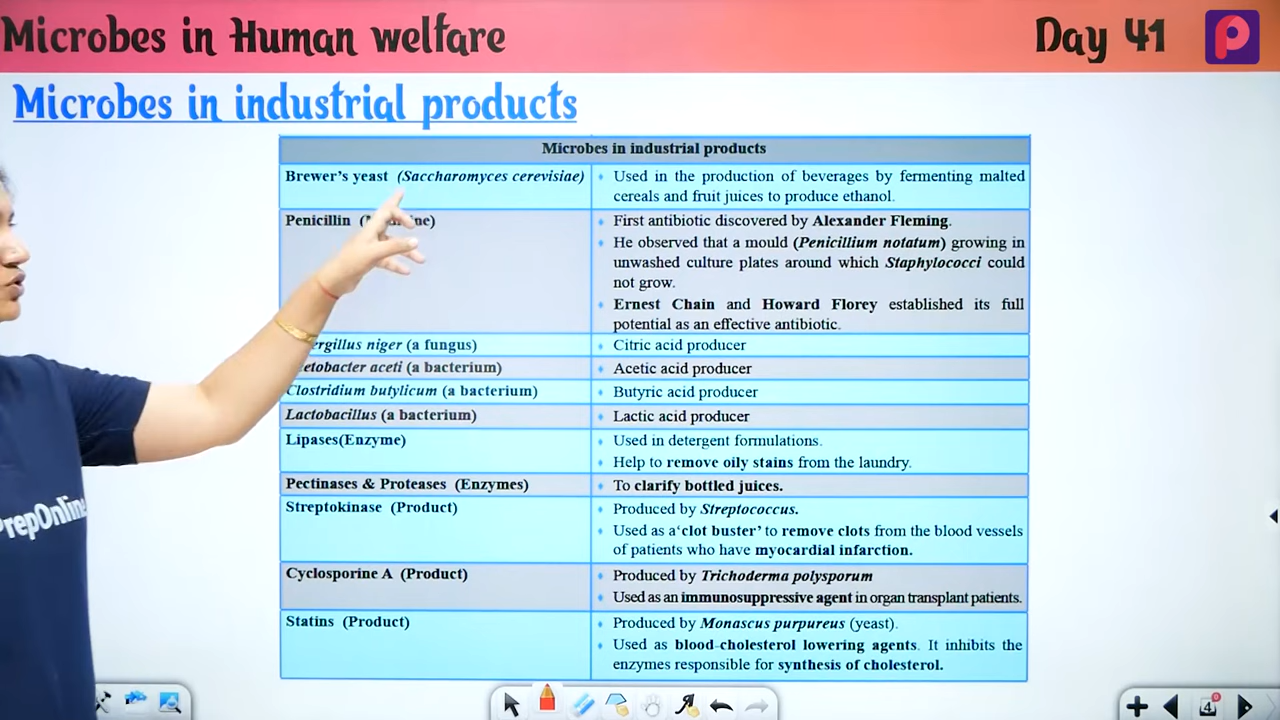 Microbes in Human welfare
Day 41
Microbes in industrial products
Microbes in industrial products
Brewer's yeast (Saccharomyces cerevisiae)
♦ Used in the production of beverages by fermenting malted
cereals and fruit juices to produce ethanol.
Penicillin
♦ First antibiotic discovered by Alexander Fleming.
♦ He observed that a mould (Penicillium notatum) growing in
unwashed culture plates around which Staphylococci could
not grow.
♦ Ernest Chain and Howard Florey established its full
potential as an effective antibiotic.
ergillus niger (a fungus)
♦ Citric acid producer
etobacter aceti (a bacterium)
♦ Acetic acid producer
Clostridium butylicum (a bacterium)
♦ Butyric acid producer
Lactobacillus (a bacterium)
♦ Lactic acid producer
Lipases(Enzyme)
♦ Used in detergent formulations.
♦ Help to remove oily stains from the laundry.
Pectinases & Proteases (Enzymes)
♦ To clarify bottled juices.
Streptokinase (Product)
♦ Produced by Streptococcus.
♦ Used as a 'clot buster' to remove clots from the blood vessels
of patients who have myocardial infarction.
Cyclosporine A (Product)
♦ Produced by Trichoderma polysporum
♦ Used as an immunosuppressive agent in organ transplant patients.
Statins (Product)
♦ Produced by Monascus purpureus (yeast).
♦ Used as blood-cholesterol lowering agents. It inhibits the
enzymes responsible for synthesis of cholesterol.
PrepOnline
4